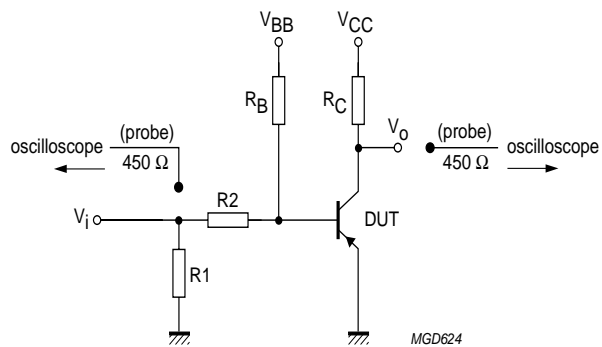 VBB VCC
RB RC
Vo
oscilloscope (probe) 450 Ω
(probe) 450 Ω oscilloscope
Vi R2 DUT
R1
MGD624